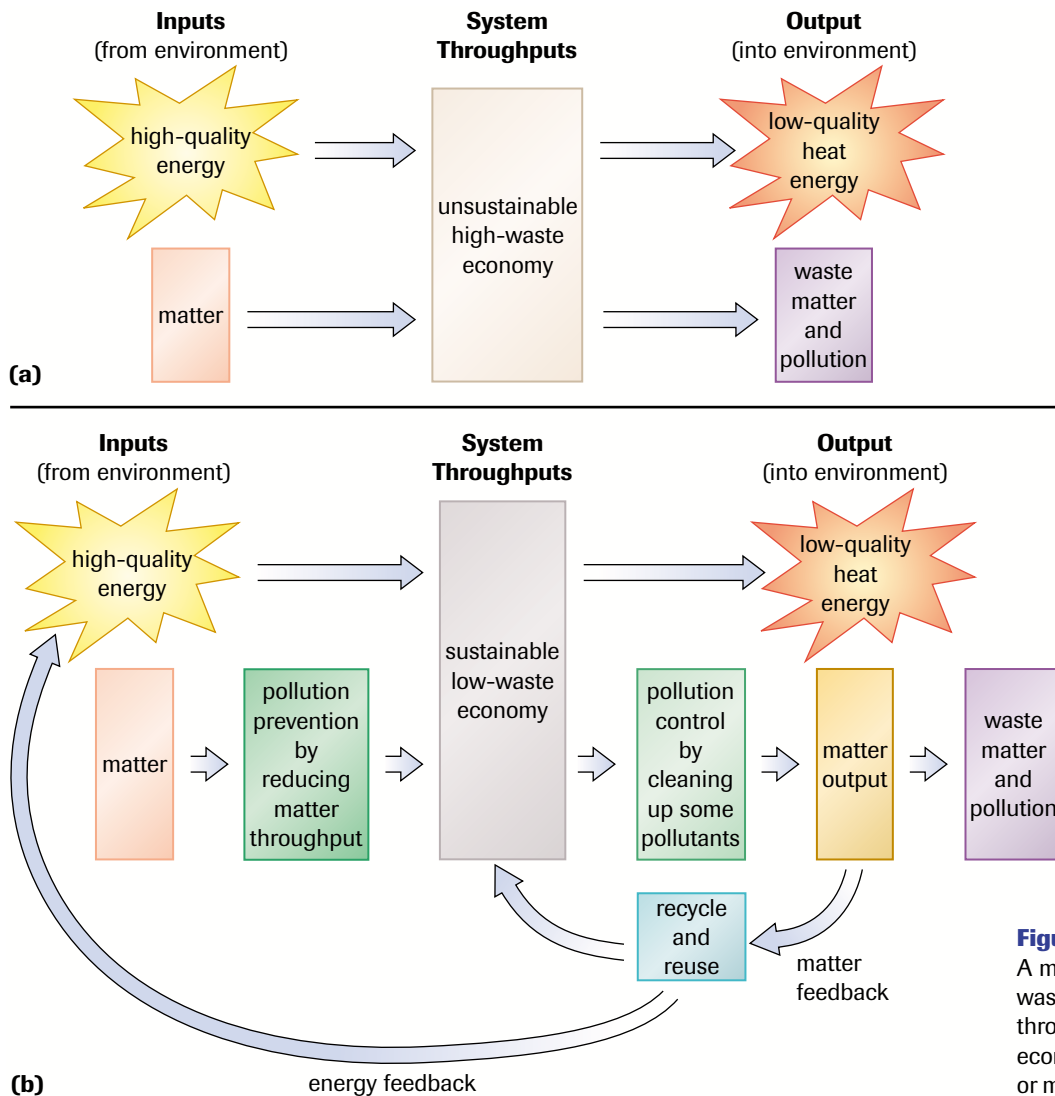 Inputs
(from environment)
System
Throughputs
Output
(into environment)
high-quality
energy
low-quality
heat
energy
unsustainable
high-waste
economy
matter
waste
matter
and
pollution
(a)
Inputs
(from environment)
System
Throughputs
Output
(into environment)
high-quality
energy
low-quality
heat
energy
matter
pollution
prevention
by
reducing
matter
throughput
sustainable
low-waste
economy
pollution
control
by
cleaning
up some
pollutants
matter
output
waste
matter
and
pollution
recycle
and
reuse
matter
feedback
energy feedback
(b)
A m
was
thro
econ
or m